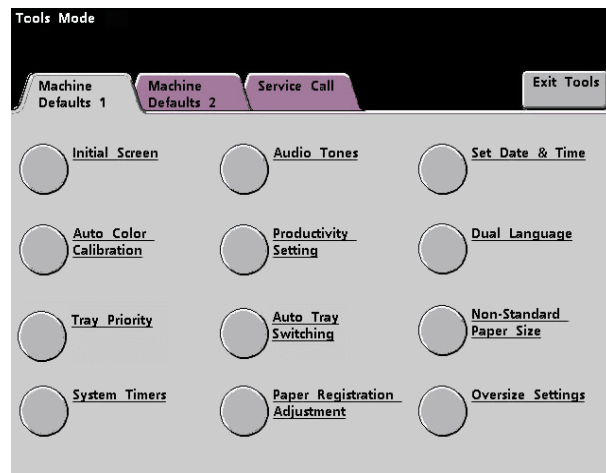 Tools Mode
Machine
Defaults 1
Machine
Defaults 2
Service Call
Exit Tools
Initial Screen
Audio Tones
Set Date & Time
Auto Color
Calibration
Productivity
Setting
Dual Language
Tray Priority
Auto Tray
Switching
Non-Standard
Paper Size
System Timers
Paper Registration
Adjustment
Oversize Settings